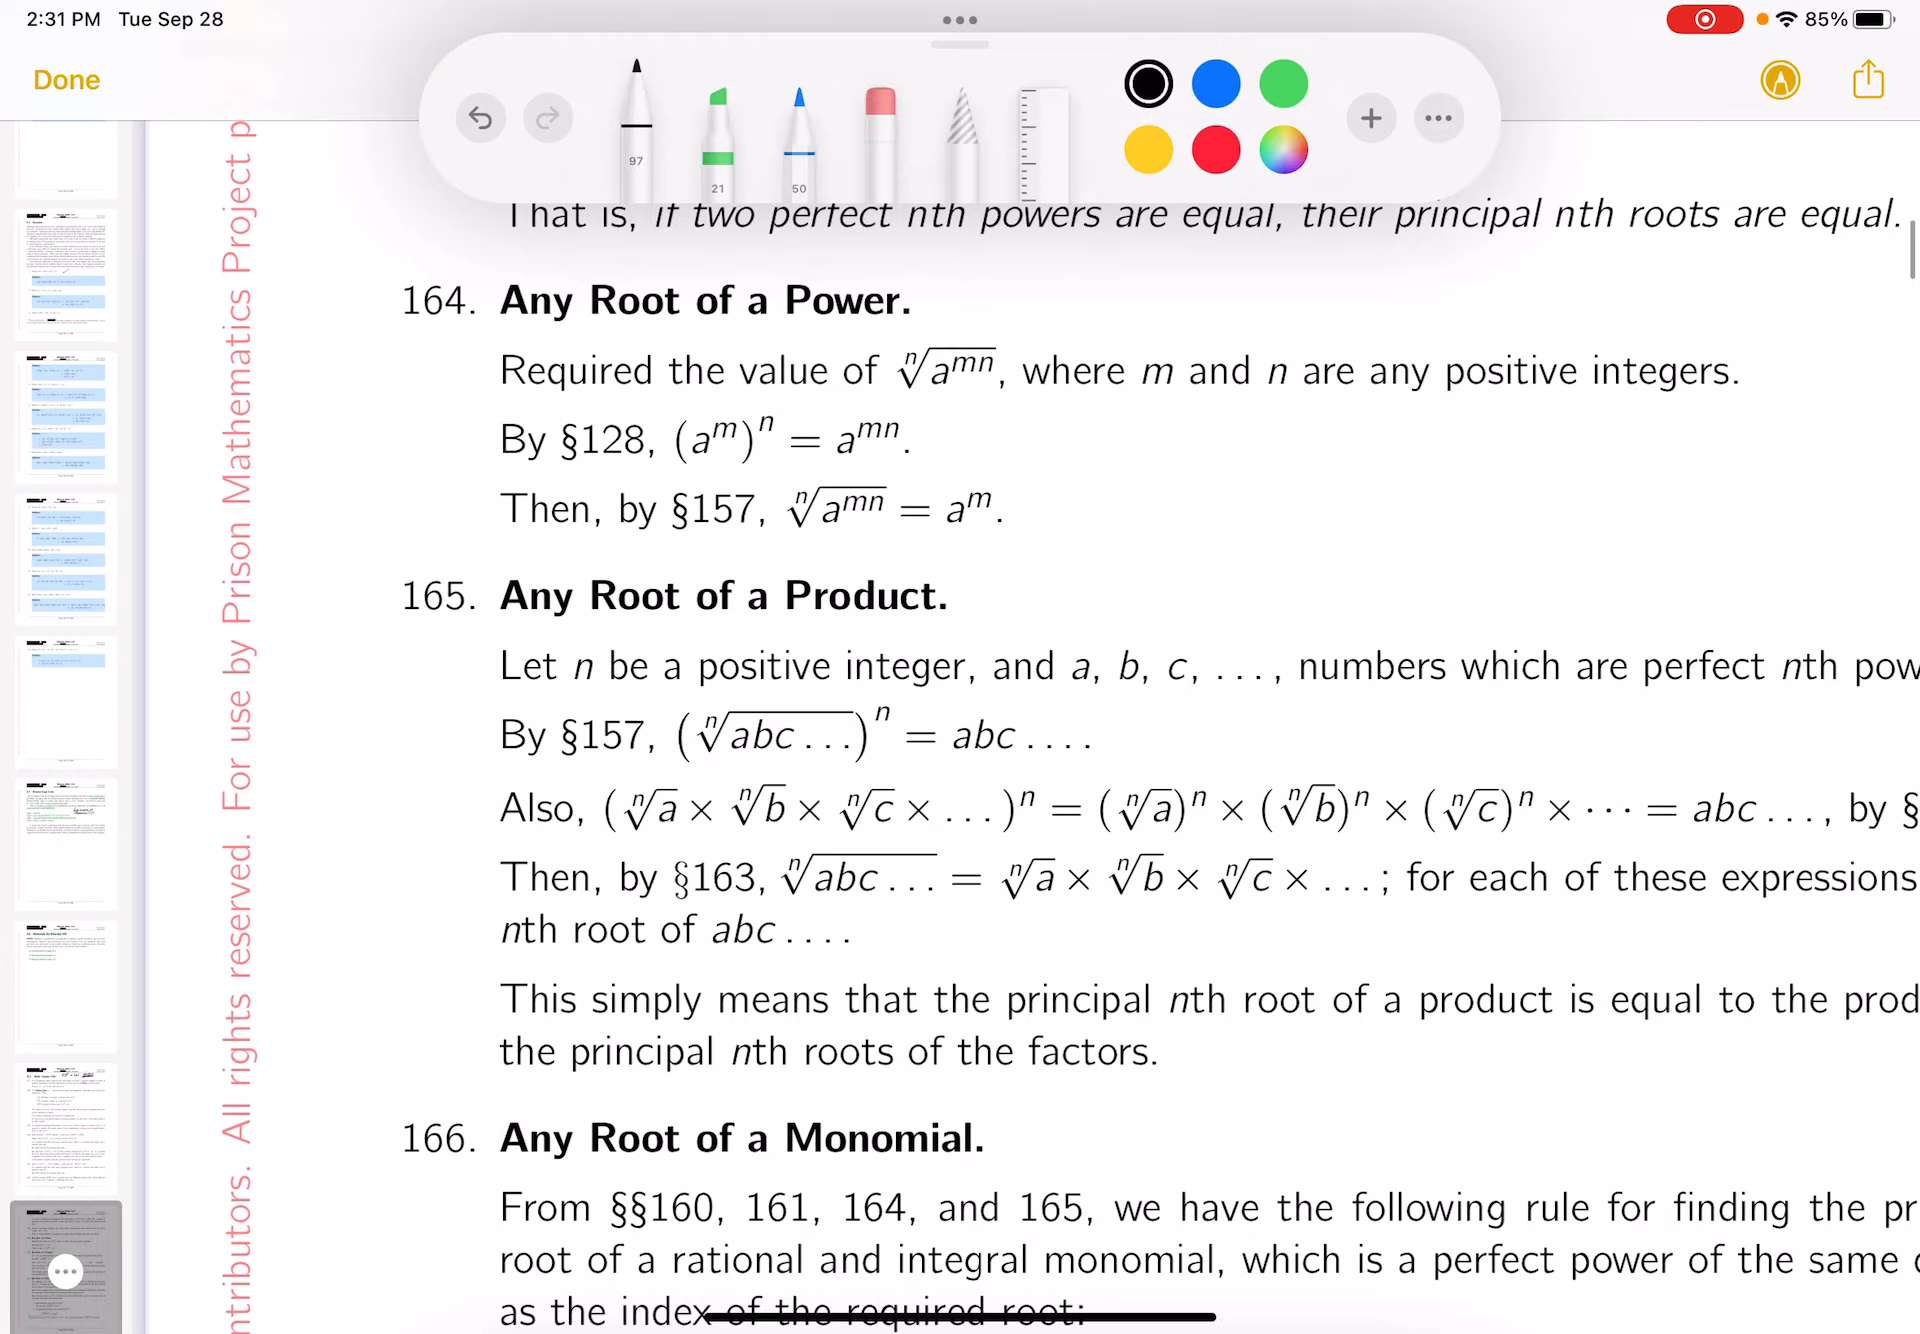 2:31 PM Tue Sep 28
85%
Done
97
21
50
That is, if two perfect nth powers are equal, their principal nth roots are equal.
164. Any Root of a Power.
Required the value of ⁿ√aᵐⁿ, where m and n are any positive integers.
By §128, (aᵐ)ⁿ = aᵐⁿ.
Then, by §157, ⁿ√aᵐⁿ = aᵐ.
165. Any Root of a Product.
Let n be a positive integer, and a, b, c, ..., numbers which are perfect nth pow
By §157, (ⁿ√abc...)ⁿ = abc....
Also, (ⁿ√a × ⁿ√b × ⁿ√c × ...)ⁿ = (ⁿ√a)ⁿ × (ⁿ√b)ⁿ × (ⁿ√c)ⁿ × ··· = abc..., by §
Then, by §163, ⁿ√abc... = ⁿ√a × ⁿ√b × ⁿ√c × ...; for each of these expressions
nth root of abc....
This simply means that the principal nth root of a product is equal to the prod
the principal nth roots of the factors.
166. Any Root of a Monomial.
From §§160, 161, 164, and 165, we have the following rule for finding the pr
root of a rational and integral monomial, which is a perfect power of the same
as the index of the required root:
ntributors. All rights reserved. For use by Prison Mathematics Project p